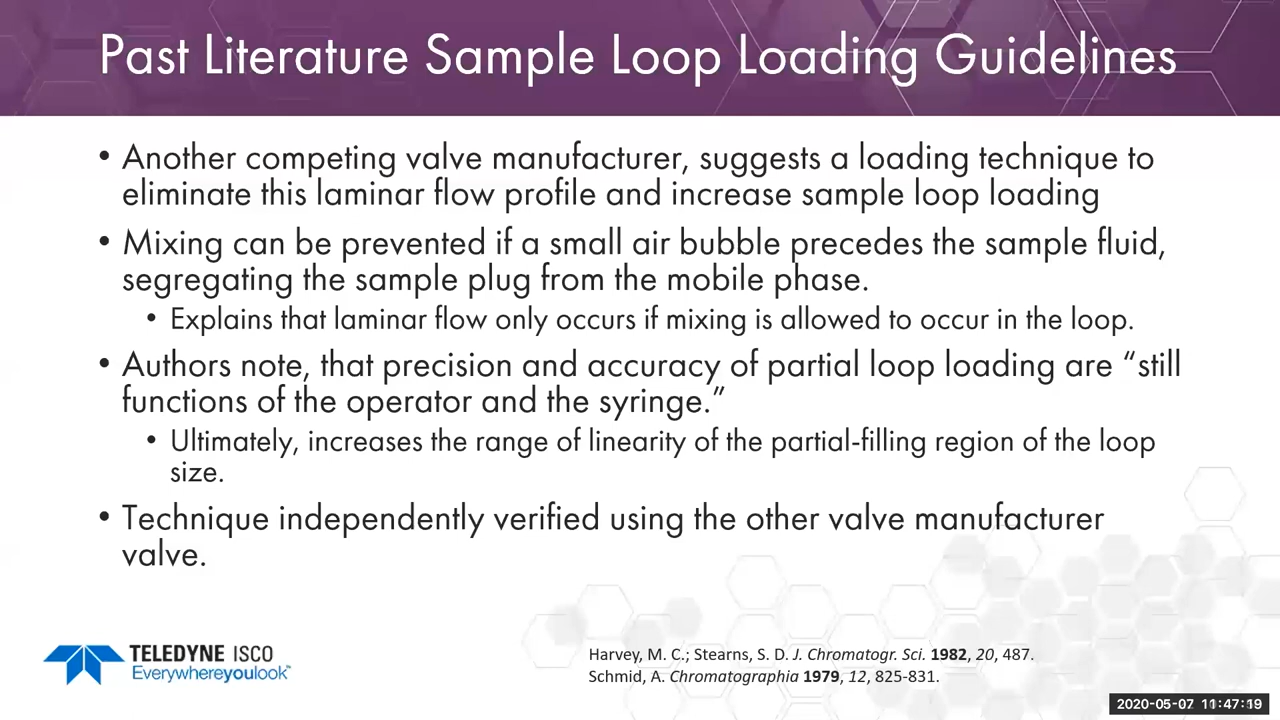 Past Literature Sample Loop Loading Guidelines
• Another competing valve manufacturer, suggests a loading technique to
eliminate this laminar flow profile and increase sample loop loading
• Mixing can be prevented if a small air bubble precedes the sample fluid,
segregating the sample plug from the mobile phase.
• Explains that laminar flow only occurs if mixing is allowed to occur in the loop.
• Authors note, that precision and accuracy of partial loop loading are “still
functions of the operator and the syringe.”
• Ultimately, increases the range of linearity of the partial-filling region of the loop
size.
• Technique independently verified using the other valve manufacturer
valve.
TELEDYNE ISCO
Everywhereyoulook™
Harvey, M. C.; Stearns, S. D. J. Chromatogr. Sci. 1982, 20, 487.
Schmid, A. Chromatographia 1979, 12, 825-831.
2020-05-07 11:47:19